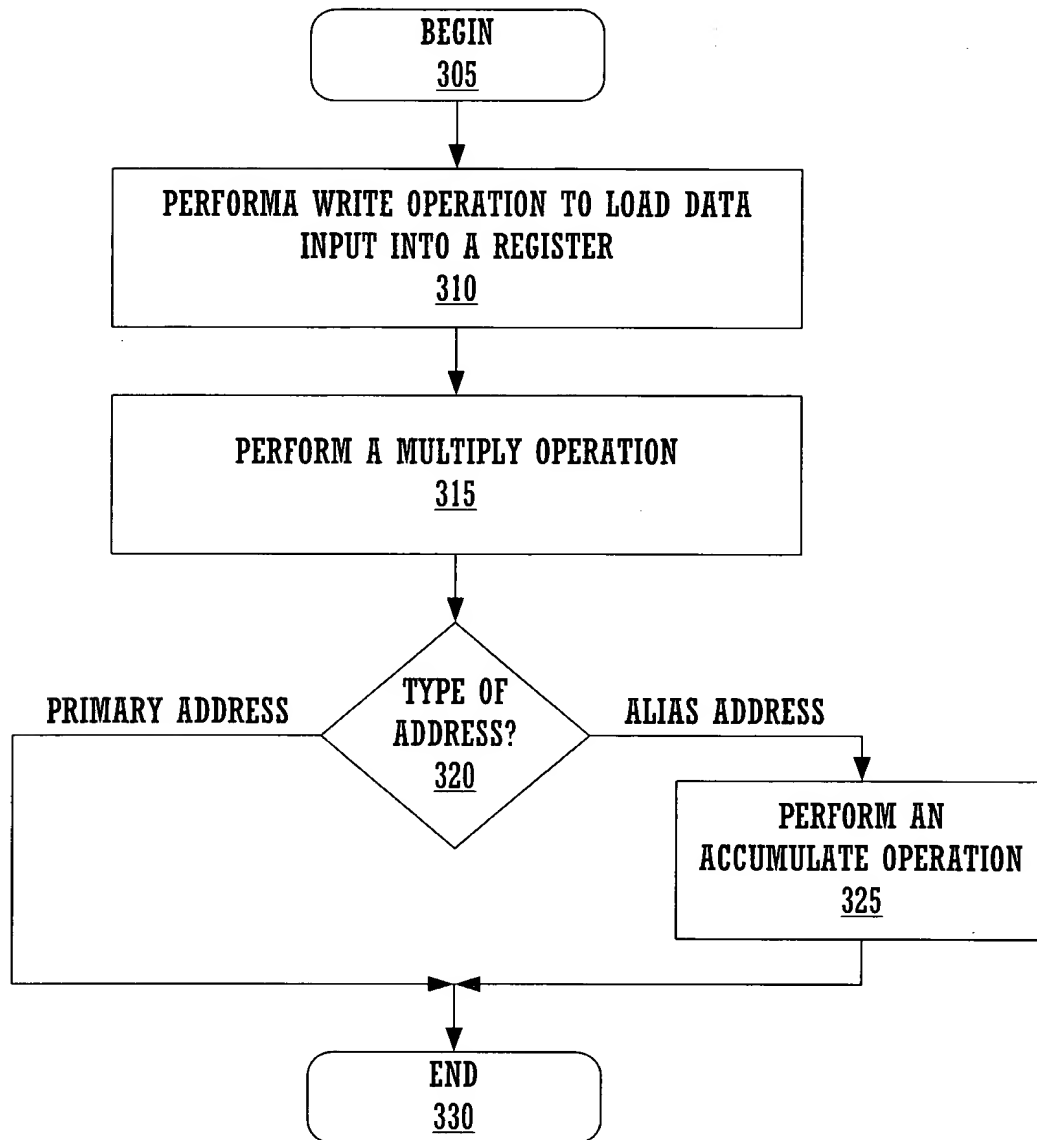 BEGIN
305
PERFORMA WRITE OPERATION TO LOAD DATA
INPUT INTO A REGISTER
310
PERFORM A MULTIPLY OPERATION
315
TYPE OF
ADDRESS?
320
PRIMARY ADDRESS
ALIAS ADDRESS
PERFORM AN
ACCUMULATE OPERATION
325
END
330